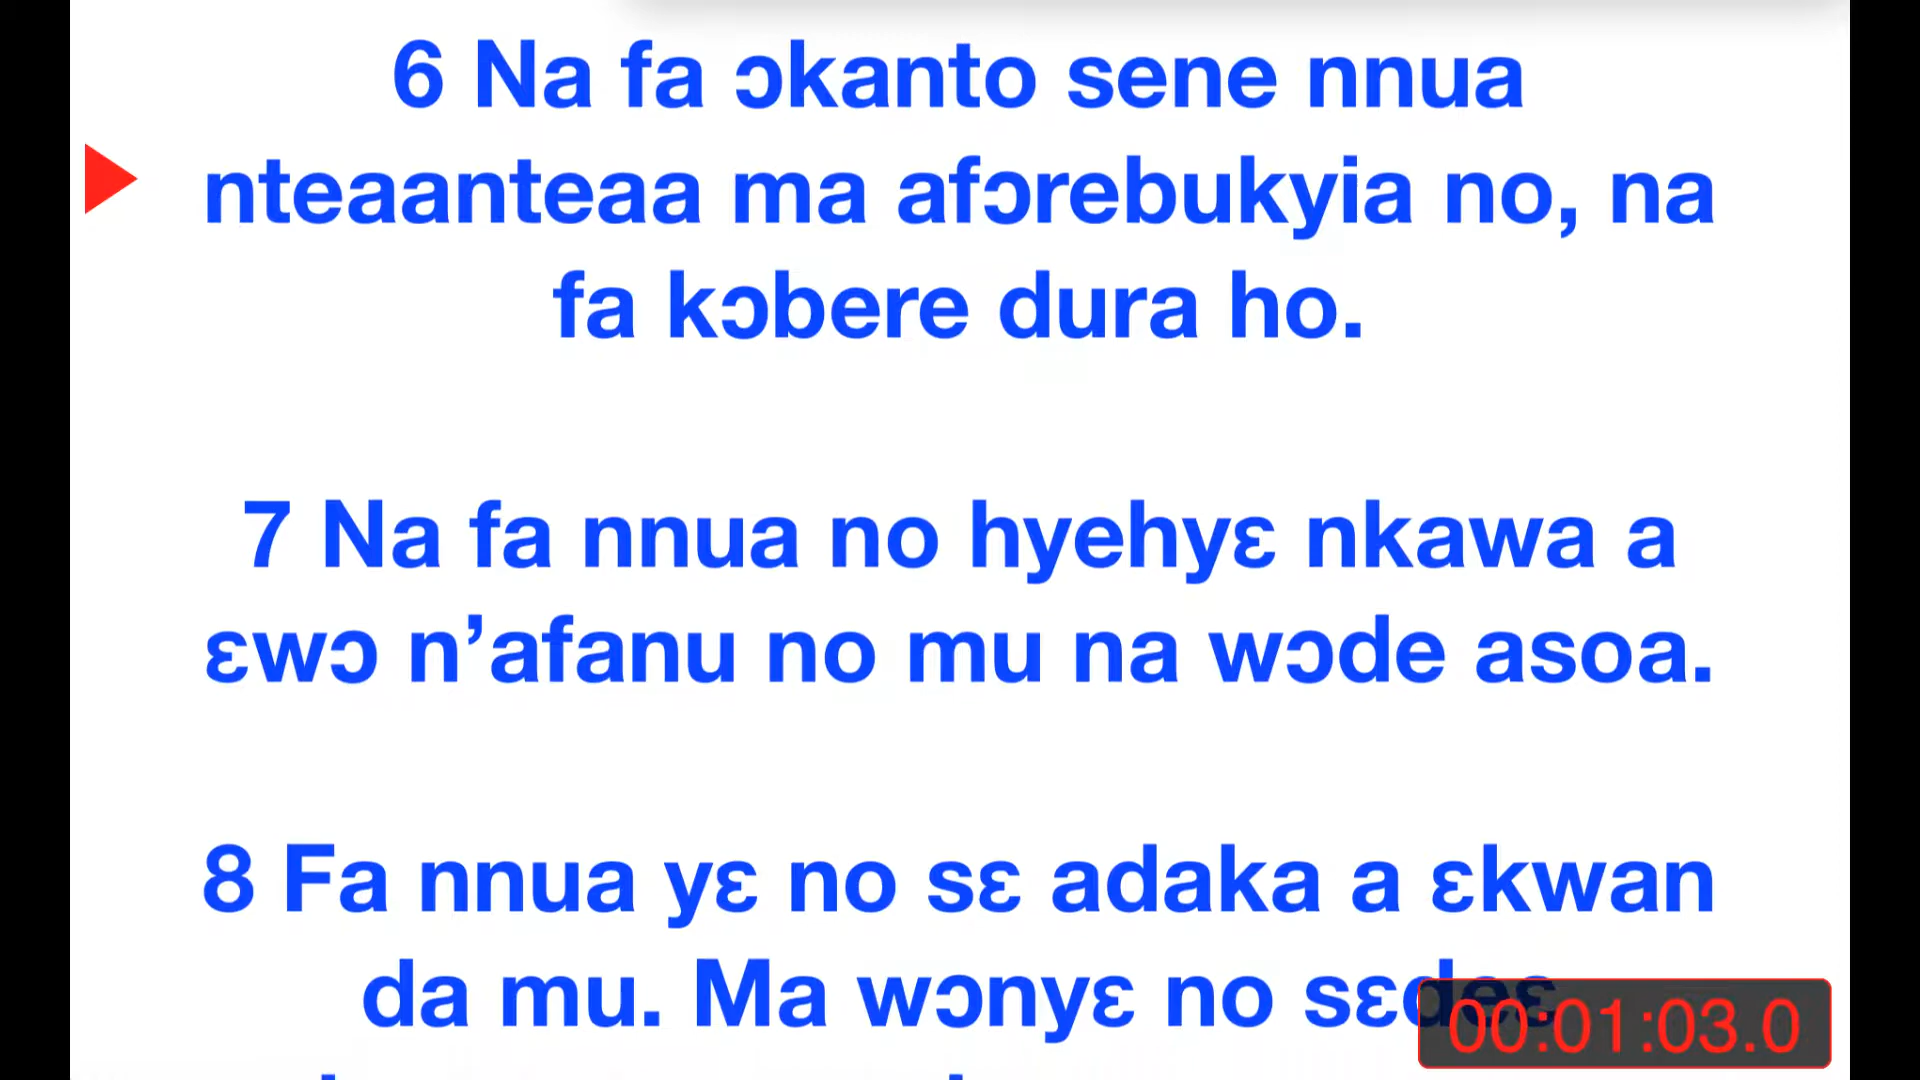 6 Na fa ɔkanto sene nnua
nteaanteaa ma afɔrebukyia no, na
fa kɔbere dura ho.
7 Na fa nnua no hyehyɛ nkawa a
ɛwɔ n’afanu no mu na wɔde asoa.
8 Fa nnua yɛ no sɛ adaka a ɛkwan
da mu. Ma wɔnyɛ no sɛdeɛ
00:01:03.0